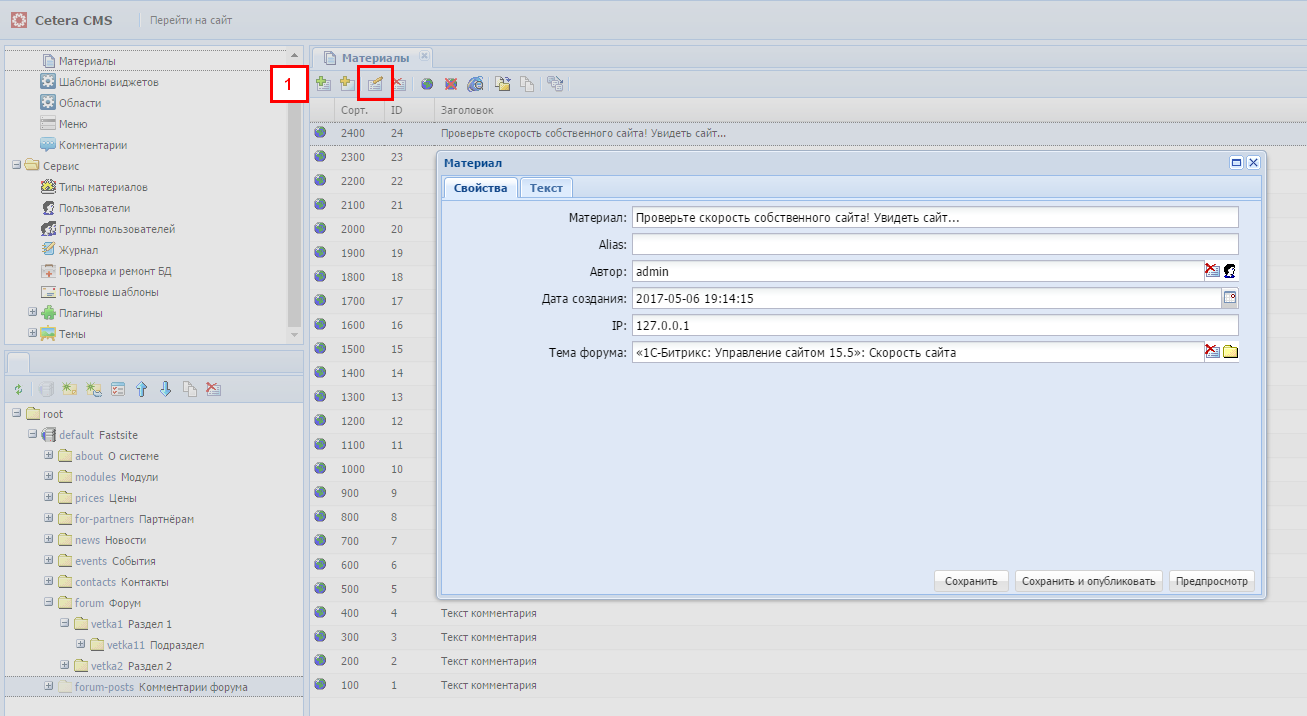 Cetera CMS Перейти на сайт
Материалы
Шаблоны виджетов
Области
Меню
Комментарии
Сервис
Типы материалов
Пользователи
Группы пользователей
Журнал
Проверка и ремонт БД
Почтовые шаблоны
Плагины
Темы
root
default Fastsite
about О системе
modules Модули
prices Цены
for-partners Партнёрам
news Новости
events События
contacts Контакты
forum Форум
vetka1 Раздел 1
vetka11 Подраздел
vetka2 Раздел 2
forum-posts Комментарии форума
Материалы
1
Сорт. ID Заголовок
2400 24 Проверьте скорость собственного сайта! Увидеть сайт...
2300 23
2200 22
2100 21
2000 20
1900 19
1800 18
1700 17
1600 16
1500 15
1400 14
1300 13
1200 12
1100 11
1000 10
900 9
800 8
700 7
600 6
500 5
400 4 Текст комментария
300 3 Текст комментария
200 2 Текст комментария
100 1 Текст комментария
Материал
Свойства Текст
Материал: Проверьте скорость собственного сайта! Увидеть сайт...
Alias:
Автор: admin
Дата создания: 2017-05-06 19:14:15
IP: 127.0.0.1
Тема форума: «1С-Битрикс: Управление сайтом 15.5»: Скорость сайта
Сохранить Сохранить и опубликовать Предпросмотр